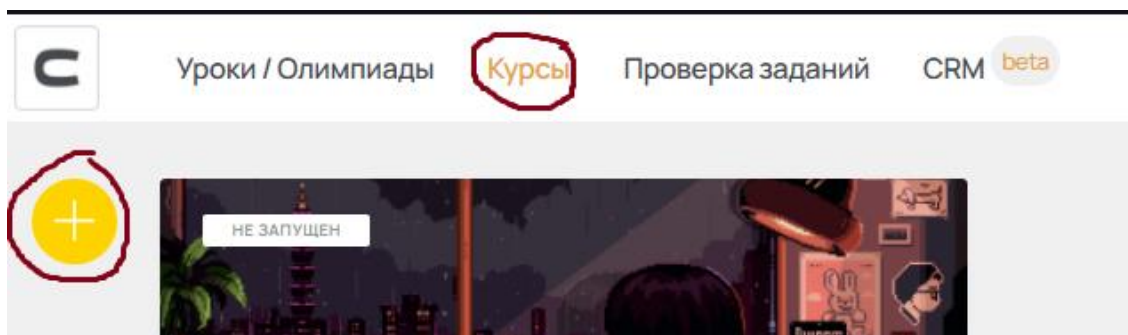 Уроки / Олимпиады Курсы Проверка заданий CRM beta
НЕ ЗАПУЩЕН